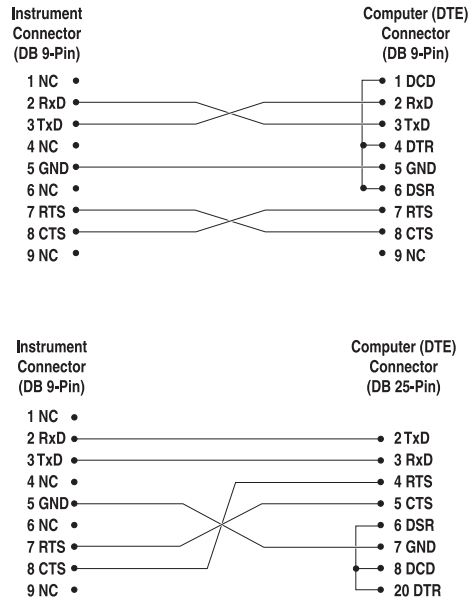 Instrument
Connector
(DB 9-Pin)
Computer (DTE)
Connector
(DB 9-Pin)
1 NC
1 DCD
2 RxD
2 RxD
3 TxD
3 TxD
4 NC
4 DTR
5 GND
5 GND
6 NC
6 DSR
7 RTS
7 RTS
8 CTS
8 CTS
9 NC
9 NC
Instrument
Connector
(DB 9-Pin)
Computer (DTE)
Connector
(DB 25-Pin)
1 NC
2 RxD
2 TxD
3 TxD
3 RxD
4 NC
4 RTS
5 GND
5 CTS
6 NC
6 DSR
7 RTS
7 GND
8 CTS
8 DCD
9 NC
20 DTR